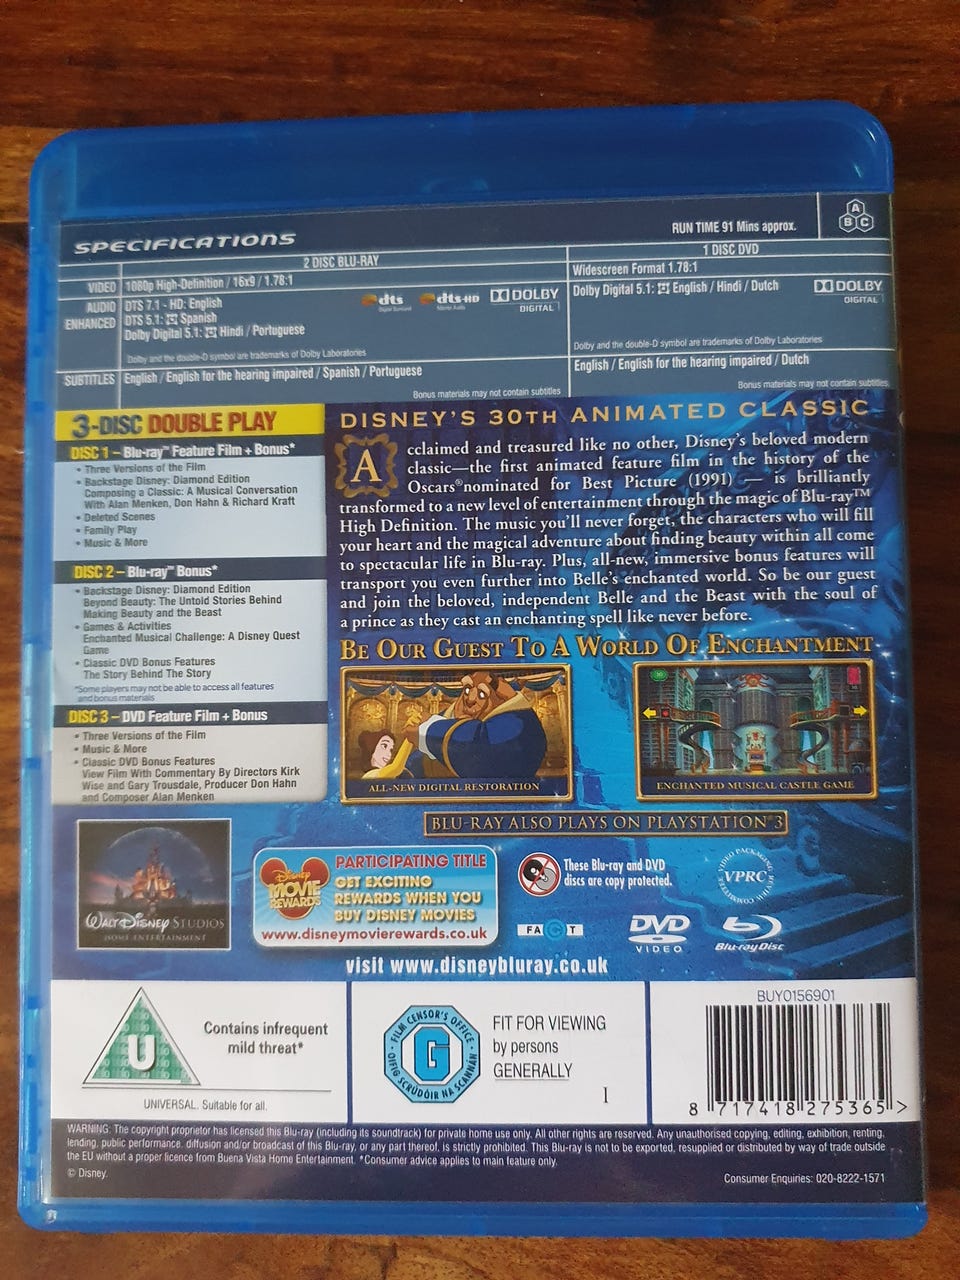 SPECIFICATIONS
RUN TIME 91 Mins approx.
A
B C
2 DISC BLU-RAY
1 DISC DVD
VIDEO 1080p High-Definition / 16x9 / 1.78:1
Widescreen Format 1.78:1
AUDIO DTS 7.1 - HD: English
ENHANCED DTS 5.1: Spanish
Dolby Digital 5.1: Hindi / Portuguese
dts
Digital Surround
dts-HD
Master Audio
DOLBY
DIGITAL
Dolby Digital 5.1: English / Hindi / Dutch
DOLBY
DIGITAL
Dolby and the double-D symbol are trademarks of Dolby Laboratories
Dolby and the double-D symbol are trademarks of Dolby Laboratories
SUBTITLES English / English for the hearing impaired / Spanish / Portuguese
Bonus materials may not contain subtitles
English / English for the hearing impaired / Dutch
Bonus materials may not contain subtitles
3-DISC DOUBLE PLAY
DISC 1 – Blu-ray™ Feature Film + Bonus*
• Three Versions of the Film
• Backstage Disney: Diamond Edition
Composing a Classic: A Musical Conversation
With Alan Menken, Don Hahn & Richard Kraft
• Deleted Scenes
• Family Play
• Music & More
DISC 2 – Blu-ray™ Bonus*
• Backstage Disney: Diamond Edition
Beyond Beauty: The Untold Stories Behind
Making Beauty and the Beast
• Games & Activities
Enchanted Musical Challenge: A Disney Quest
Game
• Classic DVD Bonus Features
The Story Behind The Story
*Some players may not be able to access all features
and bonus materials
DISC 3 – DVD Feature Film + Bonus
• Three Versions of the Film
• Music & More
• Classic DVD Bonus Features
View Film With Commentary By Directors Kirk
Wise and Gary Trousdale, Producer Don Hahn
and Composer Alan Menken
DISNEY'S 30TH ANIMATED CLASSIC
Acclaimed and treasured like no other, Disney's beloved modern
classic—the first animated feature film in the history of the
Oscars® nominated for Best Picture (1991) — is brilliantly
transformed to a new level of entertainment through the magic of Blu-ray™
High Definition. The music you'll never forget, the characters who will fill
your heart and the magical adventure about finding beauty within all come
to spectacular life in Blu-ray. Plus, all-new, immersive bonus features will
transport you even further into Belle's enchanted world. So be our guest
and join the beloved, independent Belle and the Beast with the soul of
a prince as they cast an enchanting spell like never before.
BE OUR GUEST TO A WORLD OF ENCHANTMENT
ALL-NEW DIGITAL RESTORATION
ENCHANTED MUSICAL CASTLE GAME
BLU-RAY ALSO PLAYS ON PLAYSTATION®3
WALT DISNEY STUDIOS
HOME ENTERTAINMENT
Disney
MOVIE
REWARDS
PARTICIPATING TITLE
GET EXCITING
REWARDS WHEN YOU
BUY DISNEY MOVIES
www.disneymovierewards.co.uk
These Blu-ray and DVD
discs are copy protected.
VIDEO PACKAGING REVIEW COMMITTEE
VPRC
FACT
DVD
VIDEO
Blu-ray Disc
visit www.disneybluray.co.uk
U
Contains infrequent
mild threat*
UNIVERSAL. Suitable for all.
FILM CENSOR'S OFFICE
OIFIG SCRÚDÓIR NA SCANNÁN
G
FIT FOR VIEWING
by persons
GENERALLY
I
BUY0156901
8 717418 275365 >
WARNING: The copyright proprietor has licensed this Blu-ray (including its soundtrack) for private home use only. All other rights are reserved. Any unauthorised copying, editing, exhibition, renting,
lending, public performance, diffusion and/or broadcast of this Blu-ray, or any part thereof, is strictly prohibited. This Blu-ray is not to be exported, resupplied or distributed by way of trade outside
the EU without a proper licence from Buena Vista Home Entertainment. *Consumer advice applies to main feature only.
© Disney.
Consumer Enquiries: 020-8222-1571